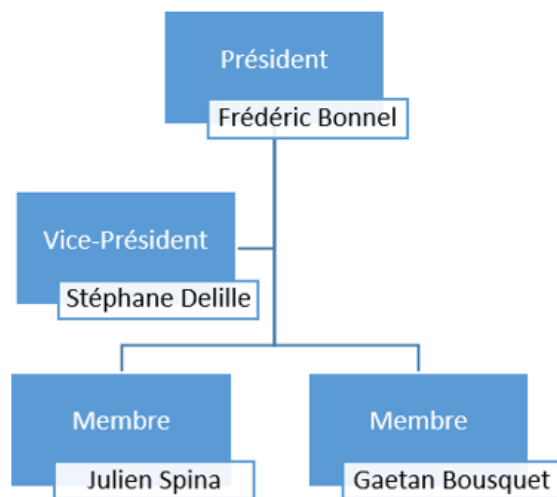 Président
Frédéric Bonnel
Vice-Président
Stéphane Delille
Membre
Julien Spina
Membre
Gaetan Bousquet